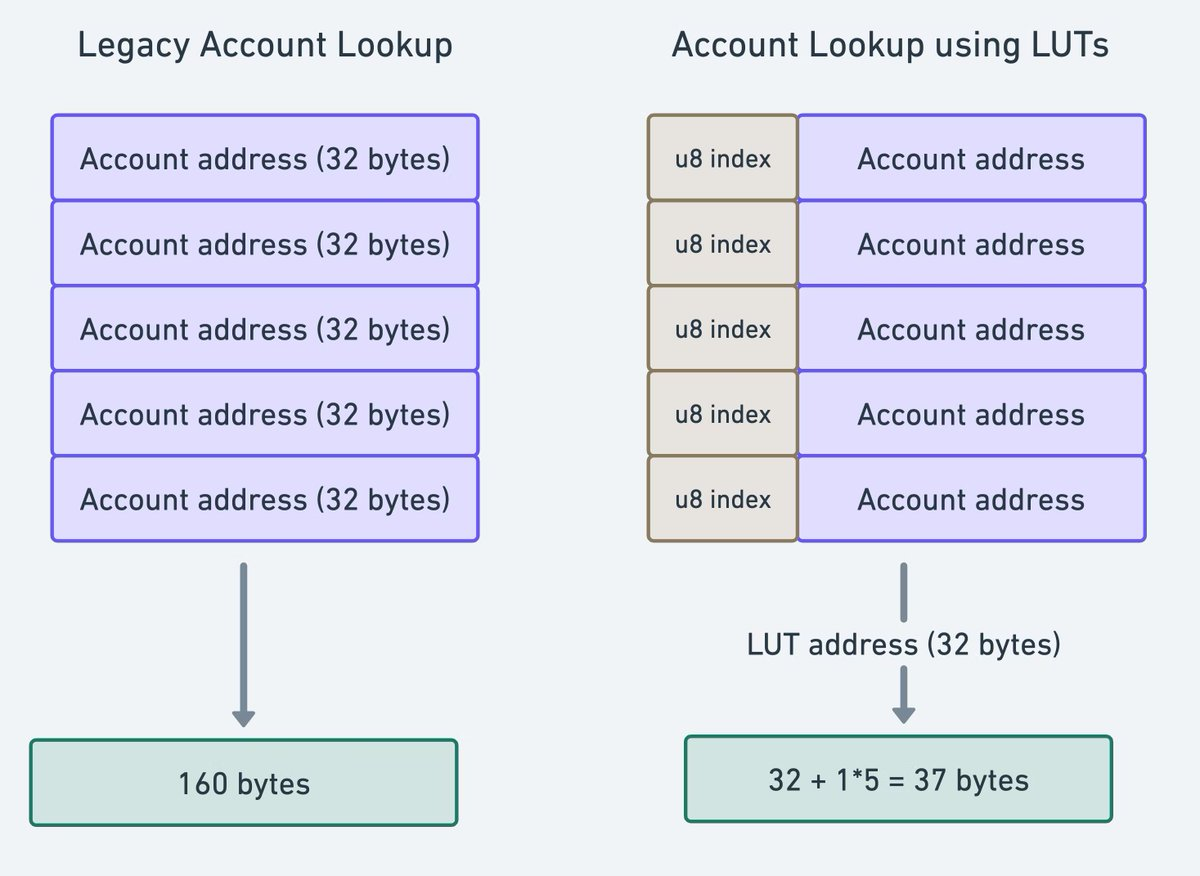 Legacy Account Lookup
Account address (32 bytes)
Account address (32 bytes)
Account address (32 bytes)
Account address (32 bytes)
Account address (32 bytes)
160 bytes
Account Lookup using LUTs
u8 index Account address
u8 index Account address
u8 index Account address
u8 index Account address
u8 index Account address
LUT address (32 bytes)
32 + 1*5 = 37 bytes